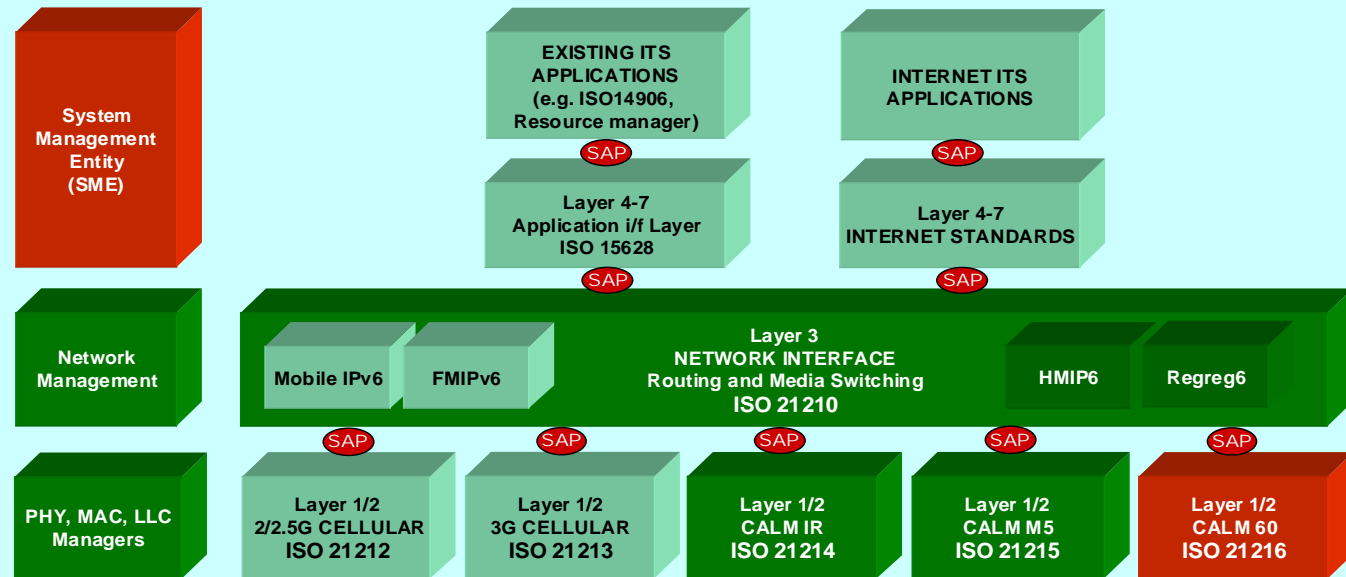 EXISTING ITS
APPLICATIONS
(e.g. ISO14906,
Resource manager)
INTERNET ITS
APPLICATIONS
System
Management
Entity
(SME)
SAP
SAP
Layer 4-7
Application i/f Layer
ISO 15628
Layer 4-7
INTERNET STANDARDS
SAP
SAP
Network
Management
Mobile IPv6
FMIPv6
Layer 3
NETWORK INTERFACE
Routing and Media Switching
ISO 21210
HMIP6
Regreg6
SAP
SAP
SAP
SAP
SAP
PHY, MAC, LLC
Managers
Layer 1/2
2/2.5G CELLULAR
ISO 21212
Layer 1/2
3G CELLULAR
ISO 21213
Layer 1/2
CALM IR
ISO 21214
Layer 1/2
CALM M5
ISO 21215
Layer 1/2
CALM 60
ISO 21216